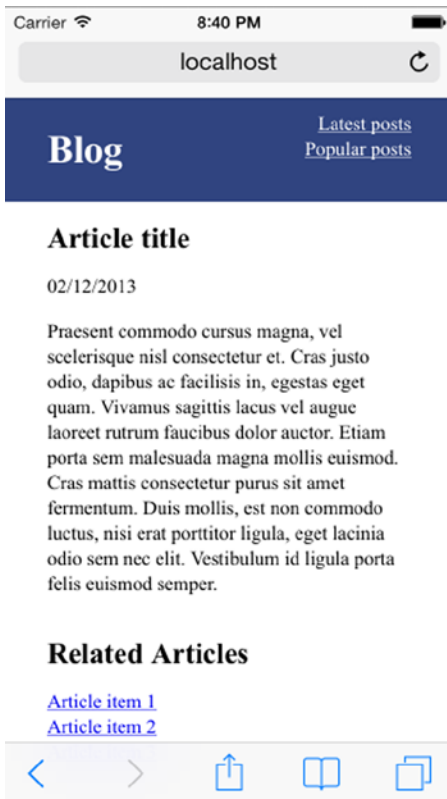 Carrier 8:40 PM
localhost
Latest posts
Blog
Popular posts
Article title
02/12/2013
Praesent commodo cursus magna, vel
scelerisque nisl consectetur et. Cras justo
odio, dapibus ac facilisis in, egestas eget
quam. Vivamus sagittis lacus vel augue
laoreet rutrum faucibus dolor auctor. Etiam
porta sem malesuada magna mollis euismod.
Cras mattis consectetur purus sit amet
fermentum. Duis mollis, est non commodo
luctus, nisi erat porttitor ligula, eget lacinia
odio sem nec elit. Vestibulum id ligula porta
felis euismod semper.
Related Articles
Article item 1
Article item 2